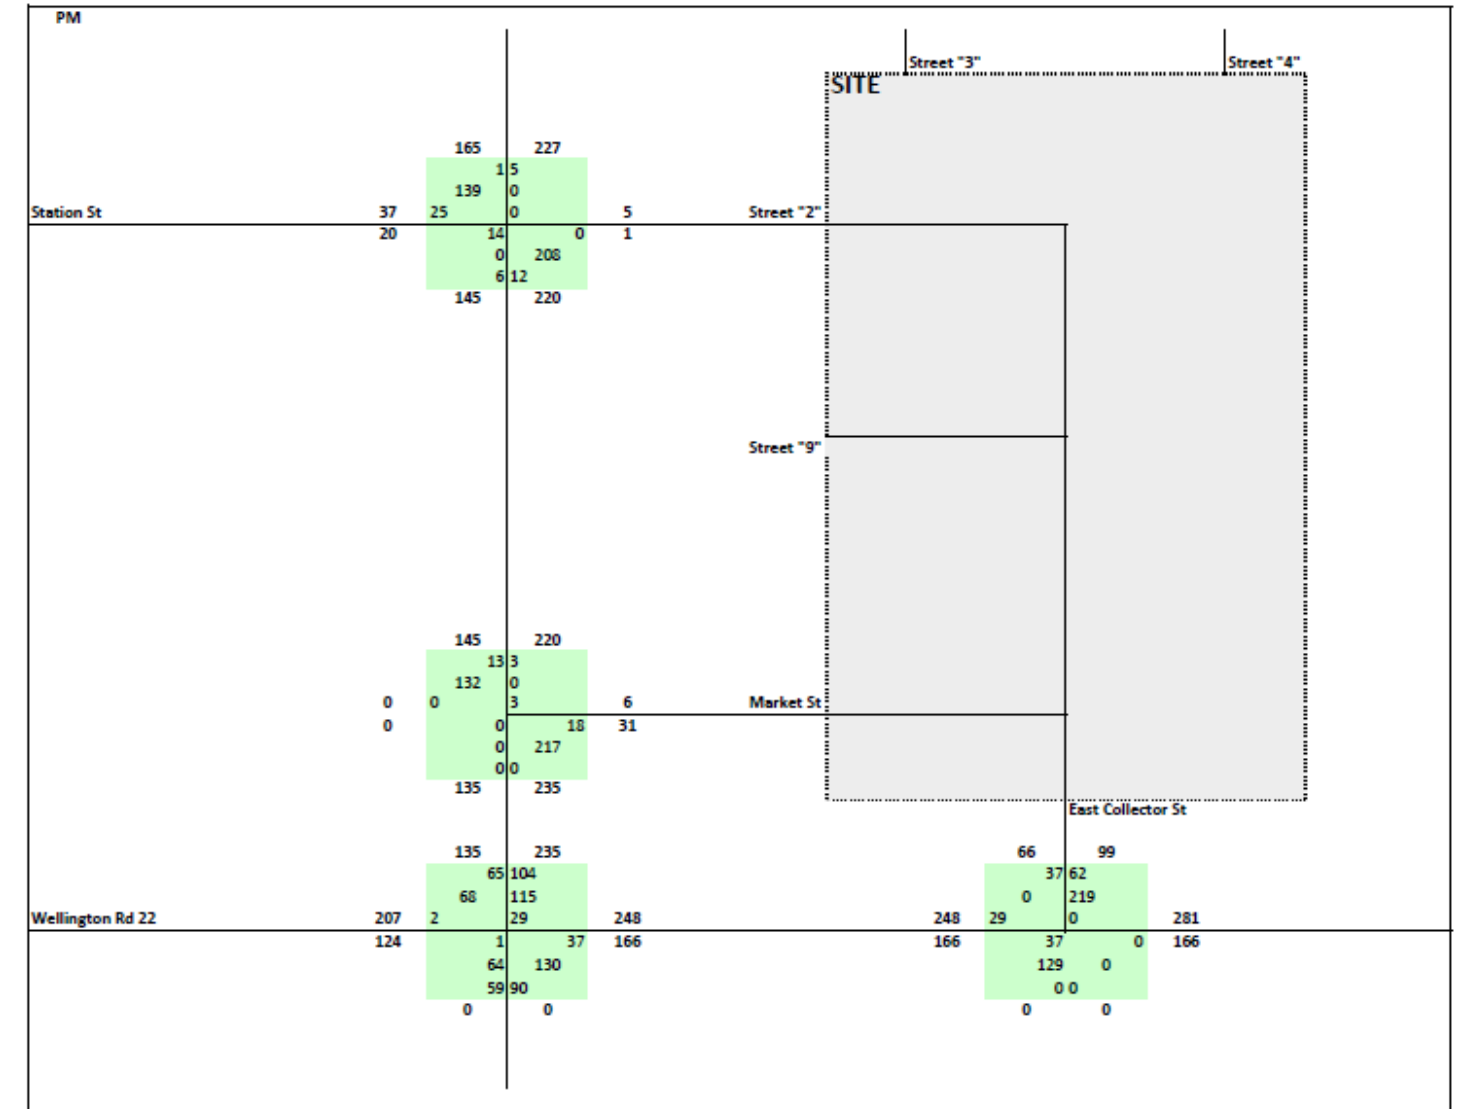 PM
Street "3" Street "4"
SITE
165 227
1 5
139 0
Station St 37 25 0 5 Street "2"
20 14 0 1
0 208
6 12
145 220
Street "9"
145 220
13 3
132 0
0 0 3 6 Market St
0 0 18 31
0 217
0 0
135 235
East Collector St
135 235 66 99
65 104 37 62
68 115 0 219
Wellington Rd 22 207 2 29 248 248 29 0 281
124 1 37 166 166 37 0 166
64 130 129 0
59 90 0 0
0 0 0 0